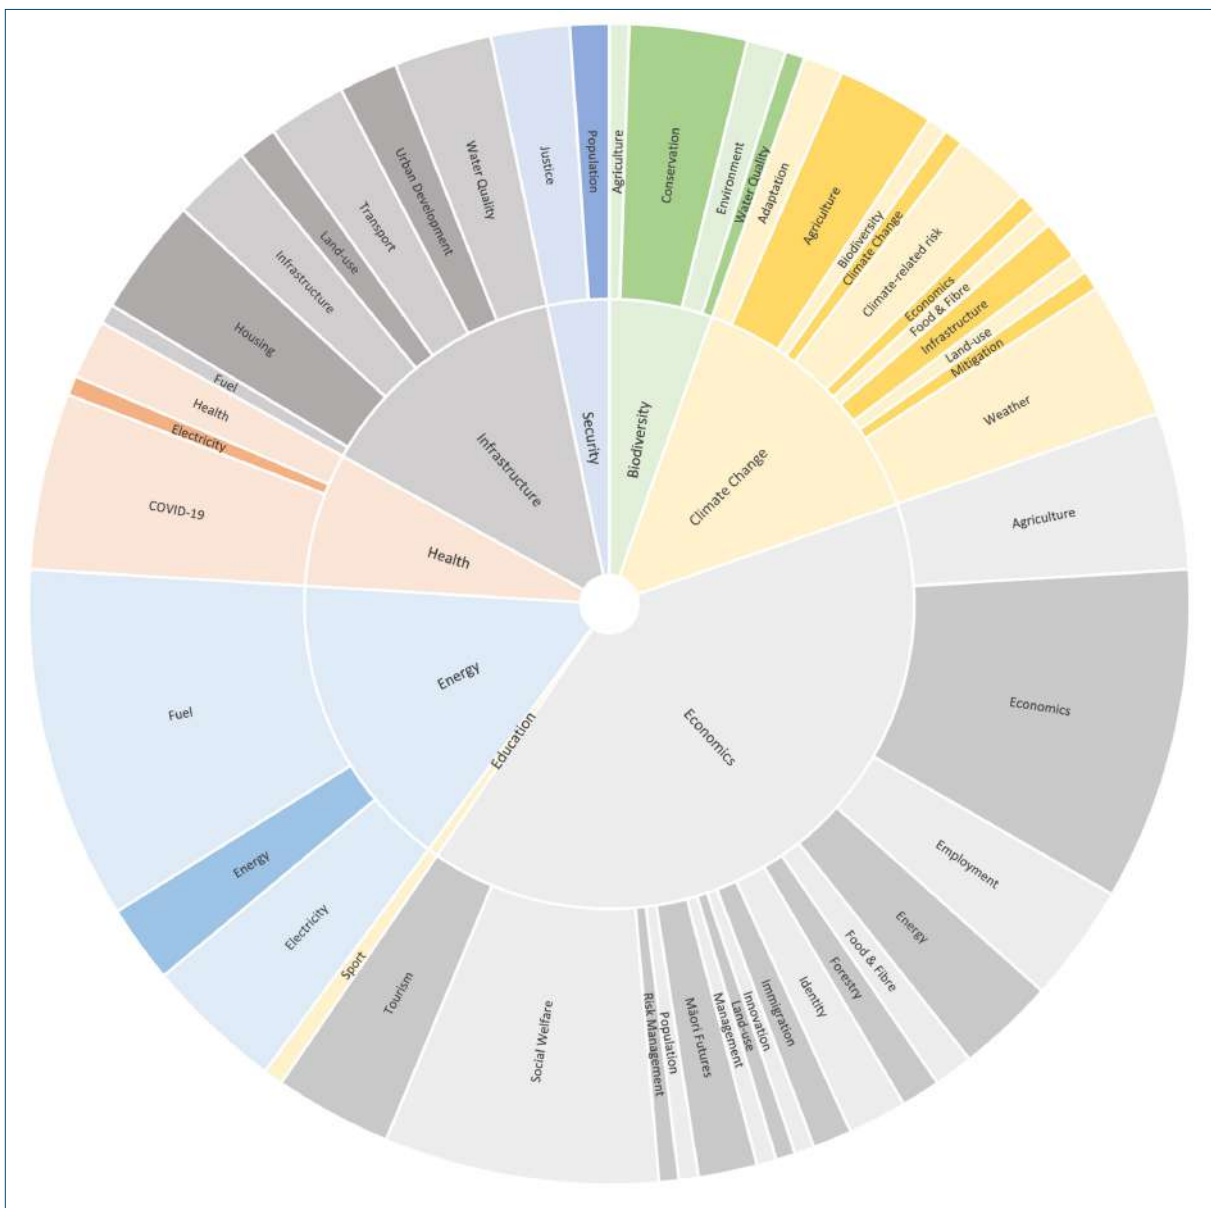 Biodiversity
Agriculture
Conservation
Environment
Water Quality
Climate Change
Adaptation
Agriculture
Biodiversity
Climate Change
Climate-related risk
Economics
Food & Fibre
Infrastructure
Land-use
Mitigation
Weather
Economics
Agriculture
Economics
Employment
Energy
Food & Fibre
Forestry
Identity
Immigration
Innovation
Land-use
Management
Māori Futures
Population
Risk Management
Social Welfare
Tourism
Education
Sport
Energy
Electricity
Energy
Fuel
Health
COVID-19
Electricity
Health
Infrastructure
Fuel
Housing
Infrastructure
Land-use
Transport
Urban Development
Water Quality
Security
Justice
Population